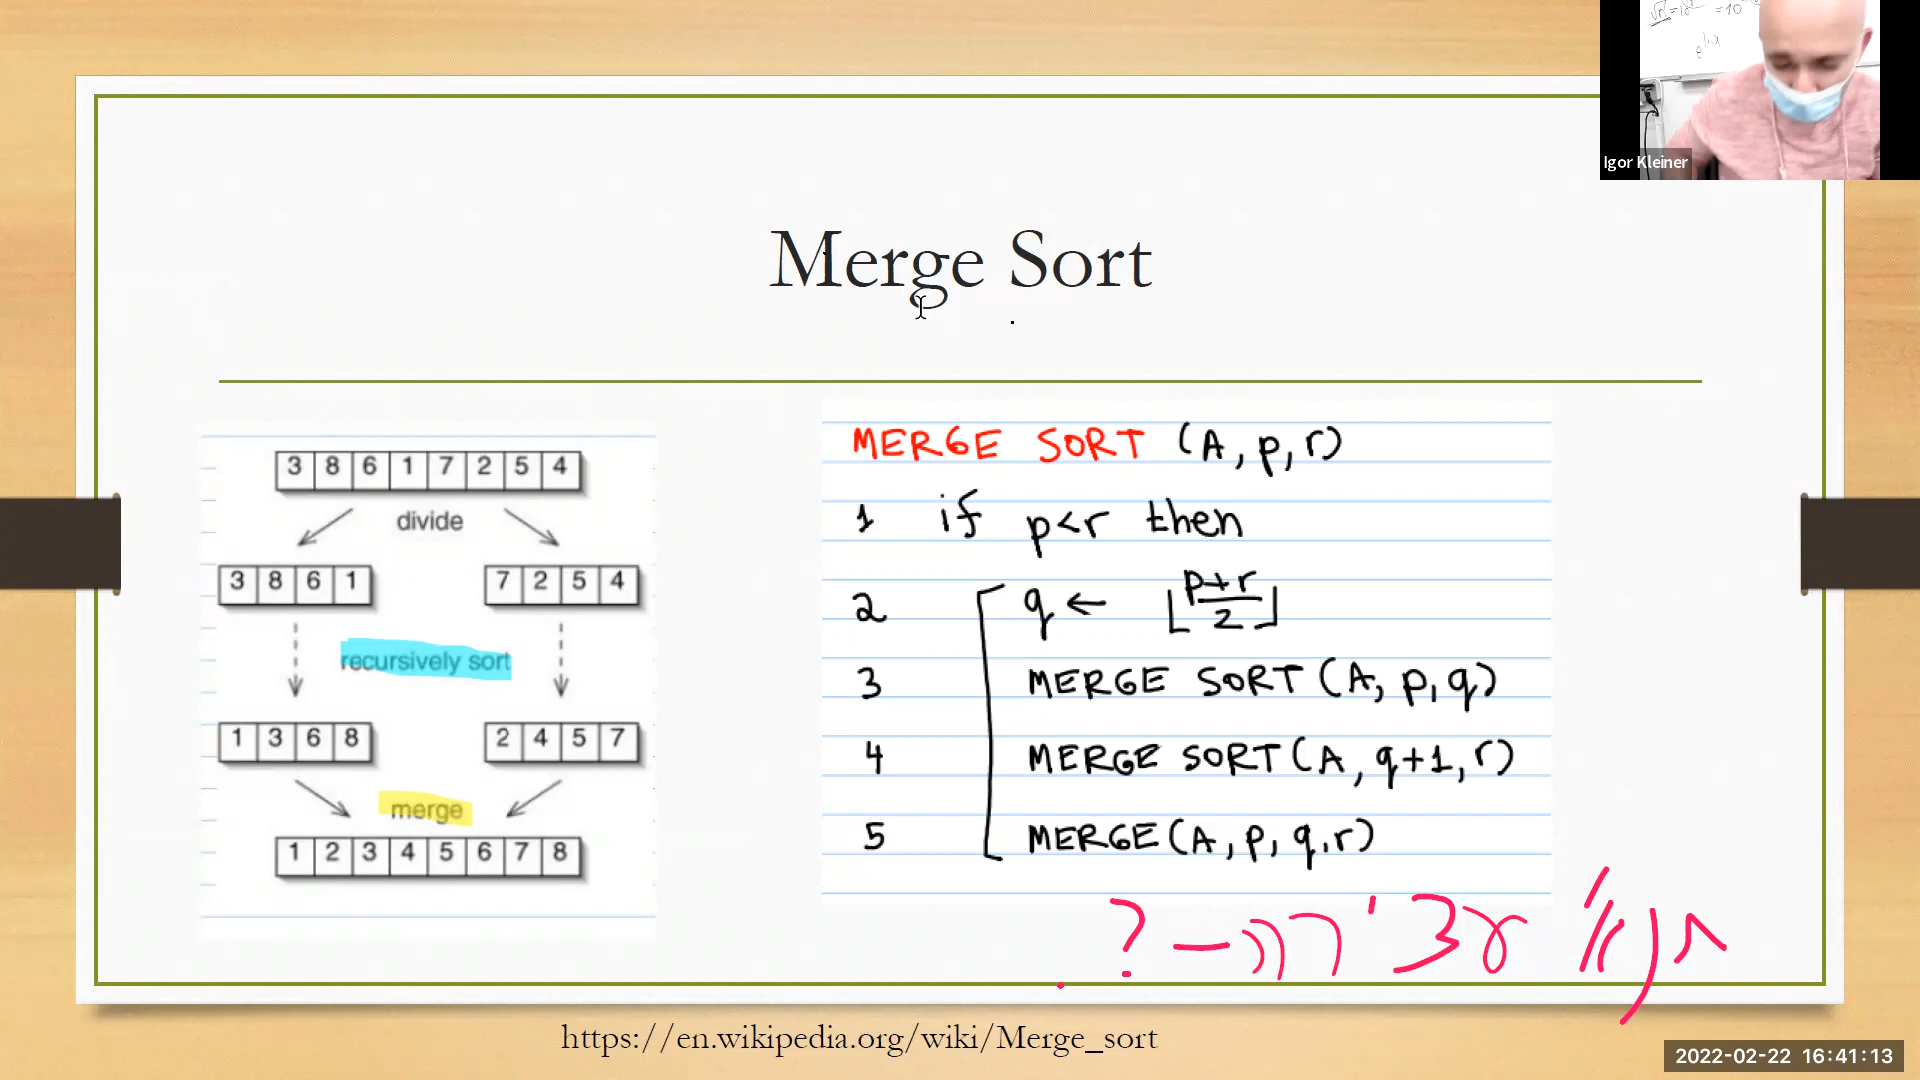 Igor Kleiner
Merge Sort
3 8 6 1 7 2 5 4
divide
3 8 6 1
7 2 5 4
recursively sort
1 3 6 8
2 4 5 7
merge
1 2 3 4 5 6 7 8
MERGE SORT (A, p, r)
1 if p<r then
2 q ← ⌊p+r/2⌋
3 MERGE SORT (A, p, q)
4 MERGE SORT (A, q+1, r)
5 MERGE (A, p, q, r)
https://en.wikipedia.org/wiki/Merge_sort
2022-02-22 16:41:13